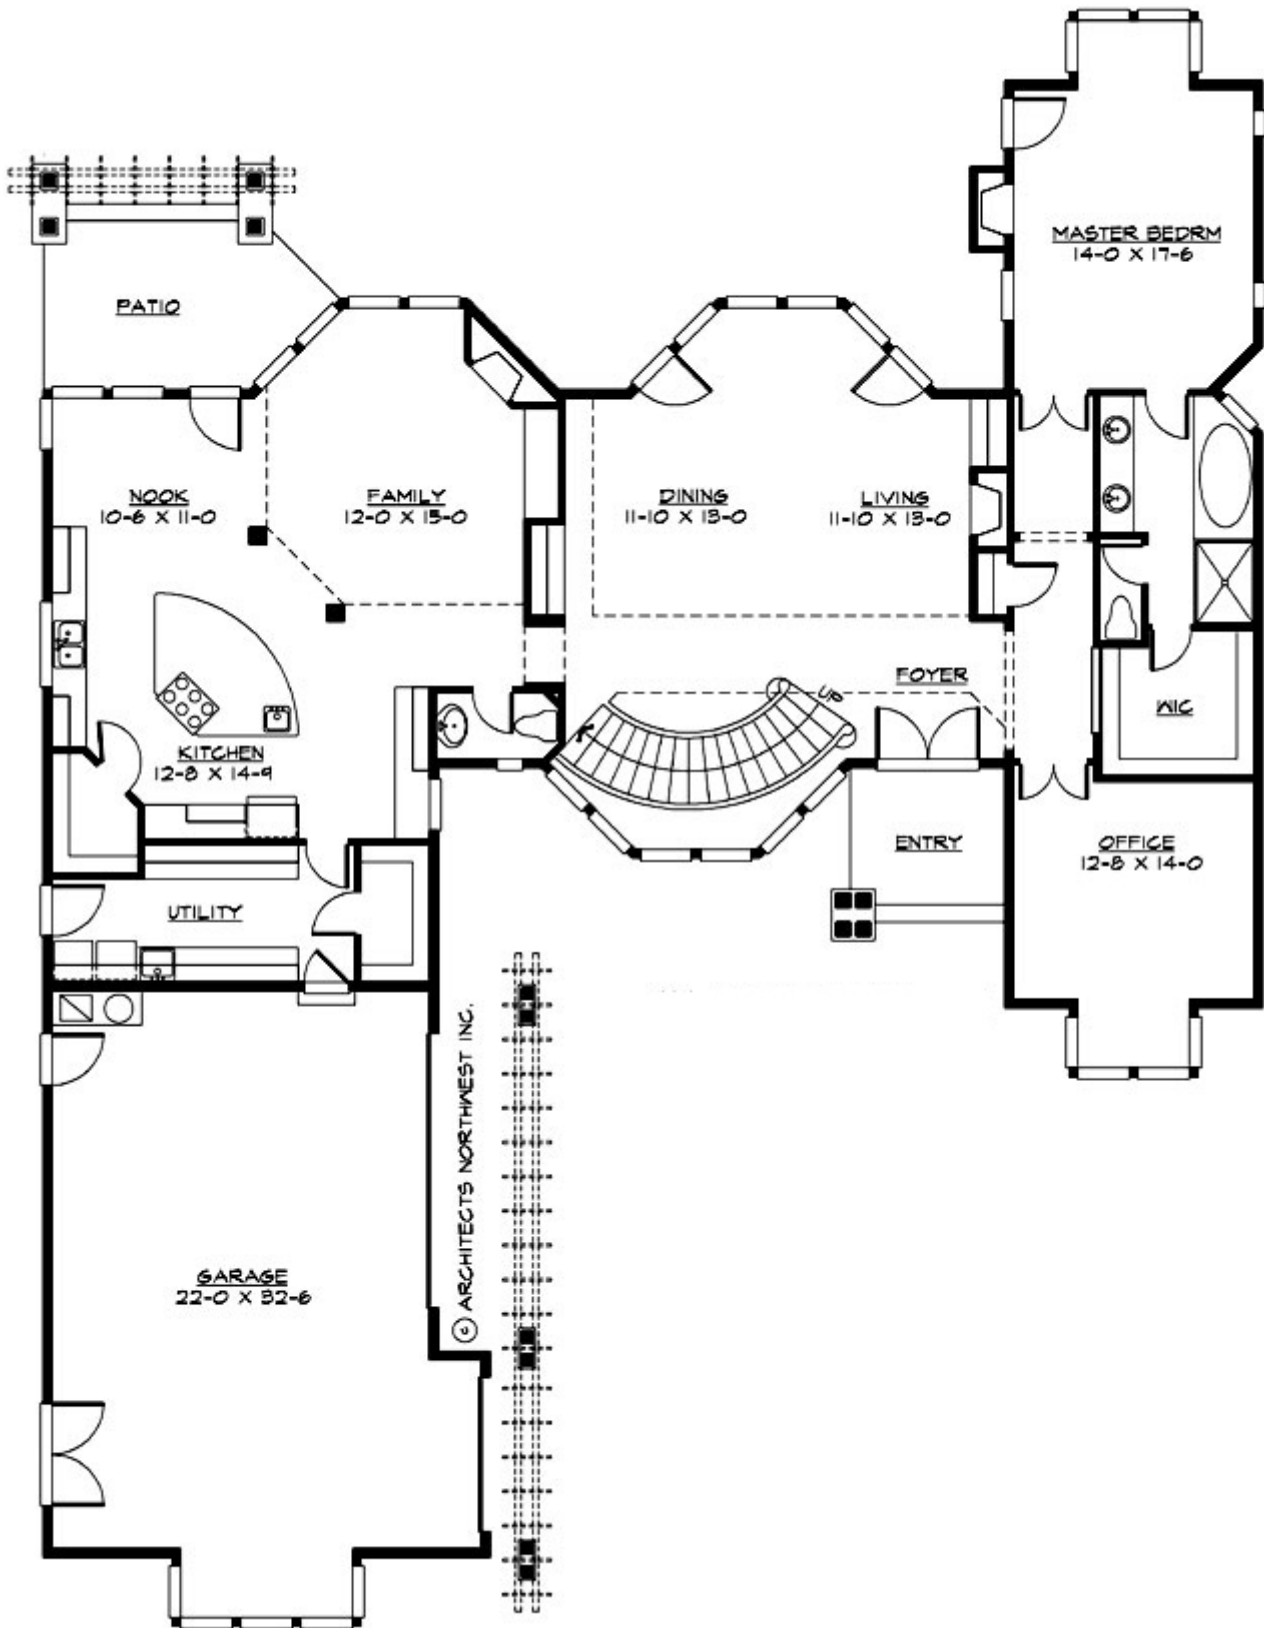 MASTER BEDRM
14-0 X 17-6
PATIO
NOOK
10-6 X 11-0
FAMILY
12-0 X 15-0
DINING
11-10 X 13-0
LIVING
11-10 X 13-0
FOYER
UP
WIC
KITCHEN
12-8 X 14-9
ENTRY
OFFICE
12-8 X 14-0
UTILITY
© ARCHITECTS NORTHWEST INC.
GARAGE
22-0 X 32-6